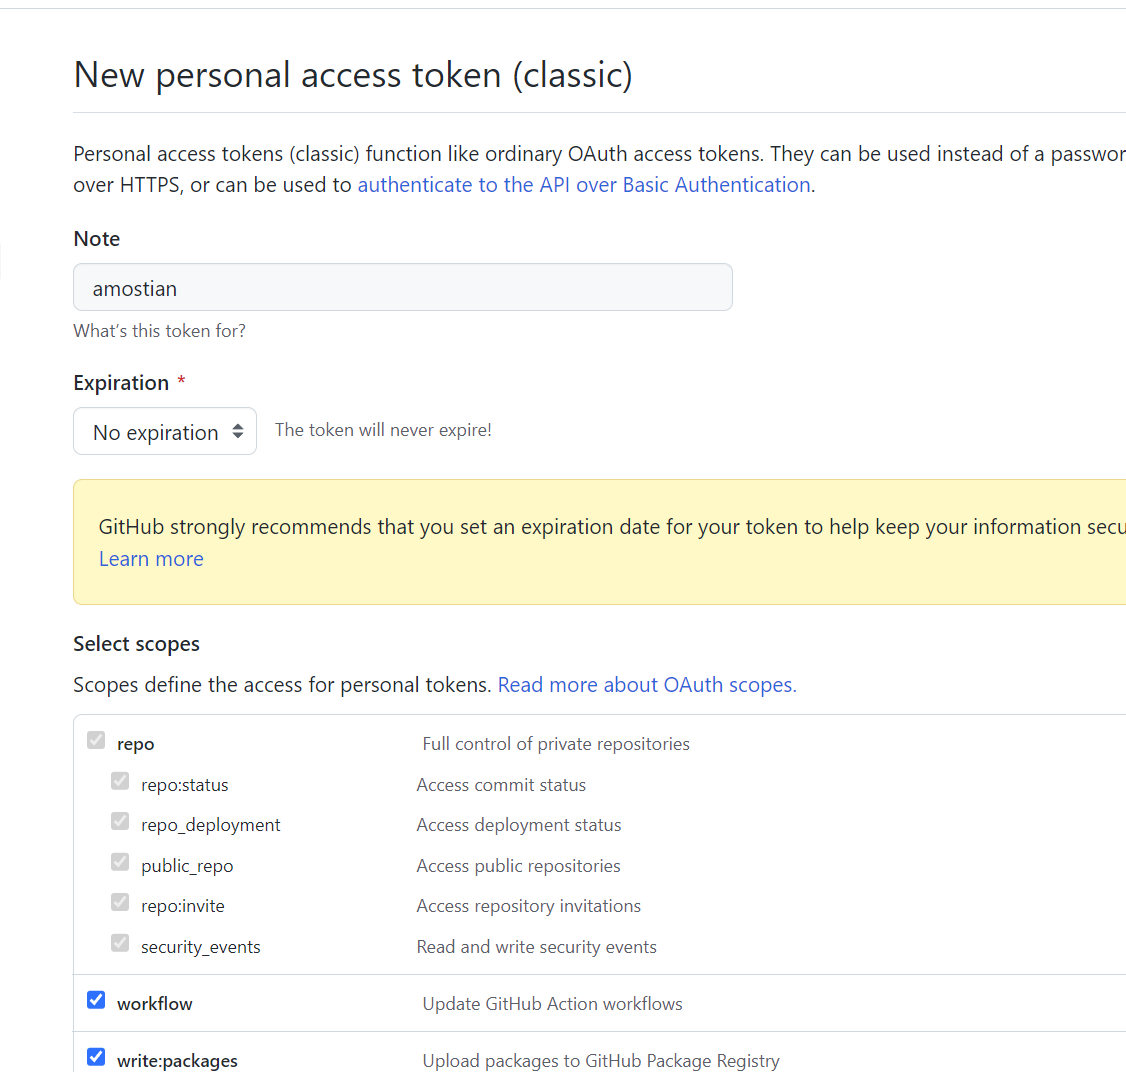 New personal access token (classic)
Personal access tokens (classic) function like ordinary OAuth access tokens. They can be used instead of a passwor
over HTTPS, or can be used to authenticate to the API over Basic Authentication.
Note
amostian
What's this token for?
Expiration *
No expiration The token will never expire!
GitHub strongly recommends that you set an expiration date for your token to help keep your information secu
Learn more
Select scopes
Scopes define the access for personal tokens. Read more about OAuth scopes.
repo Full control of private repositories
repo:status Access commit status
repo_deployment Access deployment status
public_repo Access public repositories
repo:invite Access repository invitations
security_events Read and write security events
workflow Update GitHub Action workflows
write:packages Upload packages to GitHub Package Registry